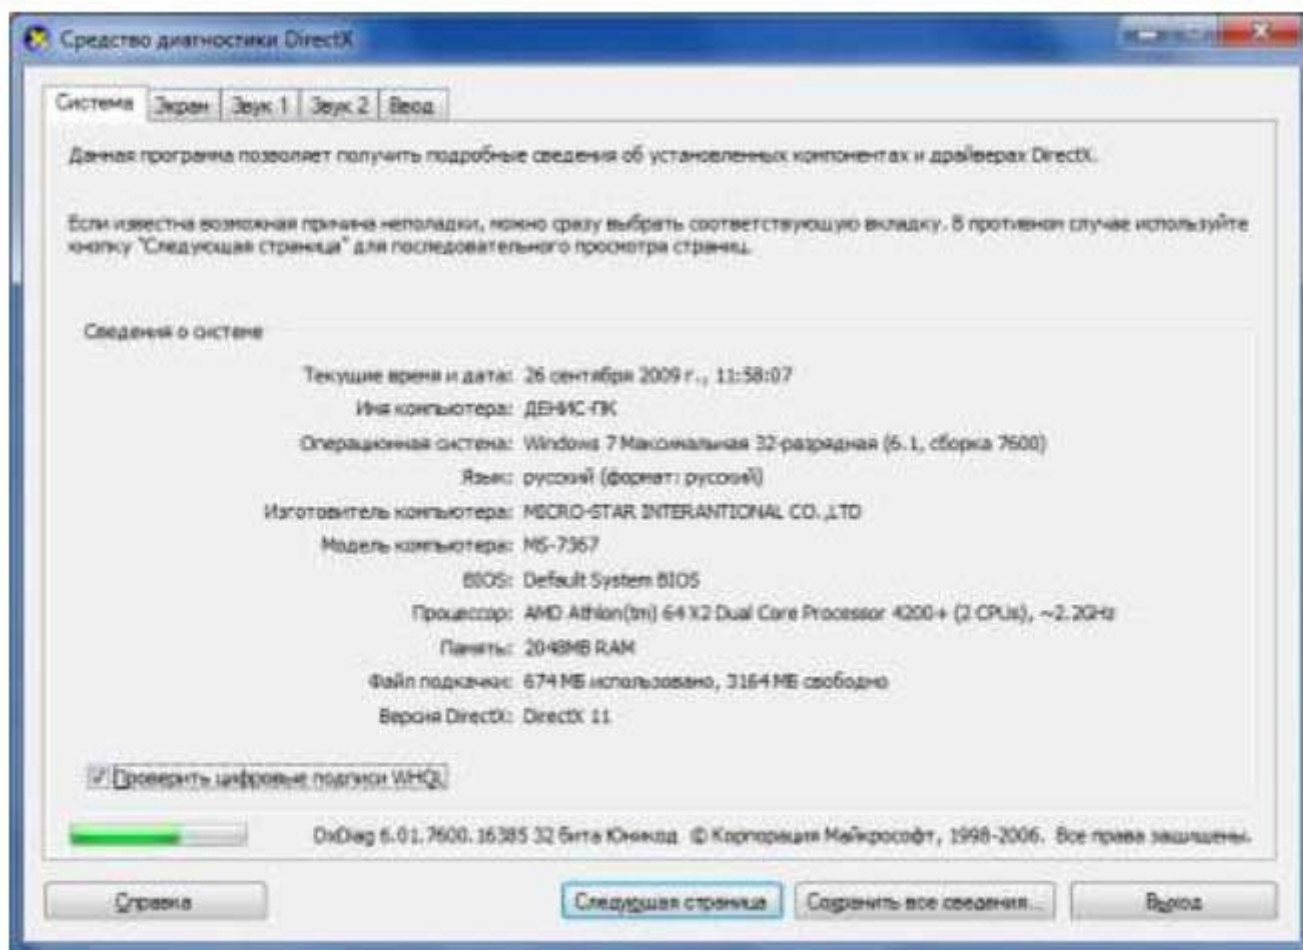 Средство диагностики DirectX
Система Экран Звук 1 Звук 2 Ввод
Данная программа позволяет получить подробные сведения об установленных компонентах и драйверах DirectX.
Если известна возможная причина неполадки, можно сразу выбрать соответствующую вкладку. В противном случае используйте
кнопку "Следующая страница" для последовательного просмотра страниц.
Сведения о системе
Текущие время и дата: 26 сентября 2009 г., 11:58:07
Имя компьютера: ДЕНИС-ПК
Операционная система: Windows 7 Максимальная 32-разрядная (6.1, сборка 7600)
Язык: русский (формат: русский)
Изготовитель компьютера: MICRO-STAR INTERANTIONAL CO.,LTD
Модель компьютера: MS-7367
BIOS: Default System BIOS
Процессор: AMD Athlon(tm) 64 X2 Dual Core Processor 4200+ (2 CPUs), ~2.2GHz
Память: 2048MB RAM
Файл подкачки: 674 МБ использовано, 3164 МБ свободно
Версия DirectX: DirectX 11
Проверить цифровые подписи WHQL
DxDiag 6.01.7600.16385 32 бита Юникод © Корпорация Майкрософт, 1998-2006. Все права защищены.
Справка Следующая страница Сохранить все сведения... Выход